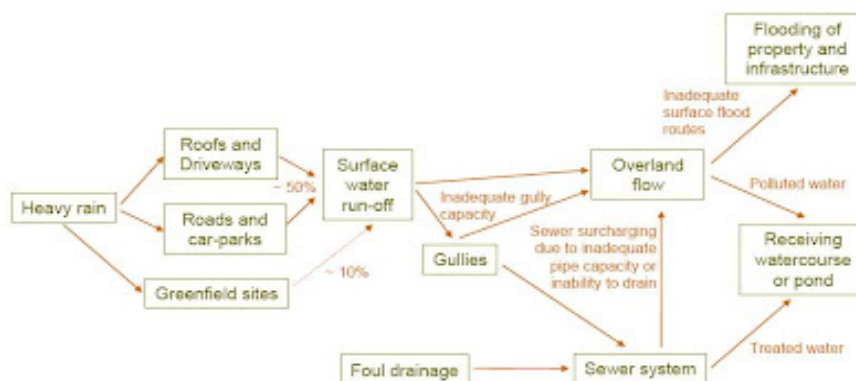 Flooding of
property and
infrastructure
Inadequate
surface flood
routes
Roofs and
Driveways
~ 50%
Surface
water
run-off
Overland
flow
Heavy rain
Roads and
car-parks
Inadequate gully
capacity
Polluted water
Gullies
Sewer surcharging
due to inadequate
pipe capacity or
inability to drain
Receiving
watercourse
or pond
Greenfield sites
~ 10%
Treated water
Foul drainage
Sewer system